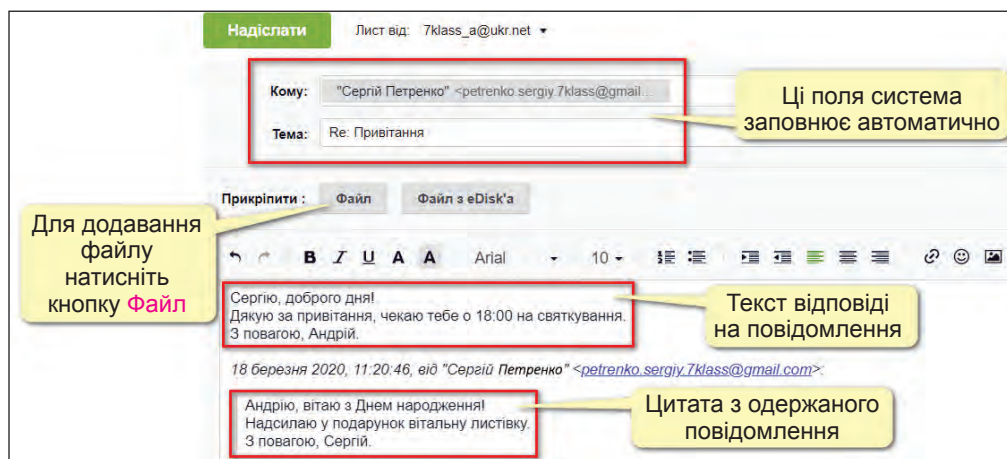 Надіслати Лист від: 7klass_a@ukr.net
Кому: "Сергій Петренко" <petrenko.sergiy.7klass@gmail...
Тема: Re: Привітання
Ці поля система
заповнює автоматично
Прикріпити : Файл Файл з eDisk'а
Для додавання
файлу
натисніть
кнопку Файл
B I U A A Arial 10
Сергію, доброго дня!
Дякую за привітання, чекаю тебе о 18:00 на святкування.
З повагою, Андрій.
Текст відповіді
на повідомлення
18 березня 2020, 11:20:46, від "Сергій Петренко" <petrenko.sergiy.7klass@gmail.com>:
Андрію, вітаю з Днем народження!
Надсилаю у подарунок вітальну листівку.
З повагою, Сергій.
Цитата з одержаного
повідомлення